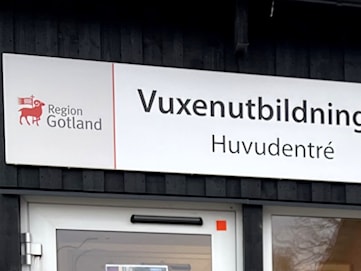 Region
Gotland
Vuxenutbildning
Huvudentré